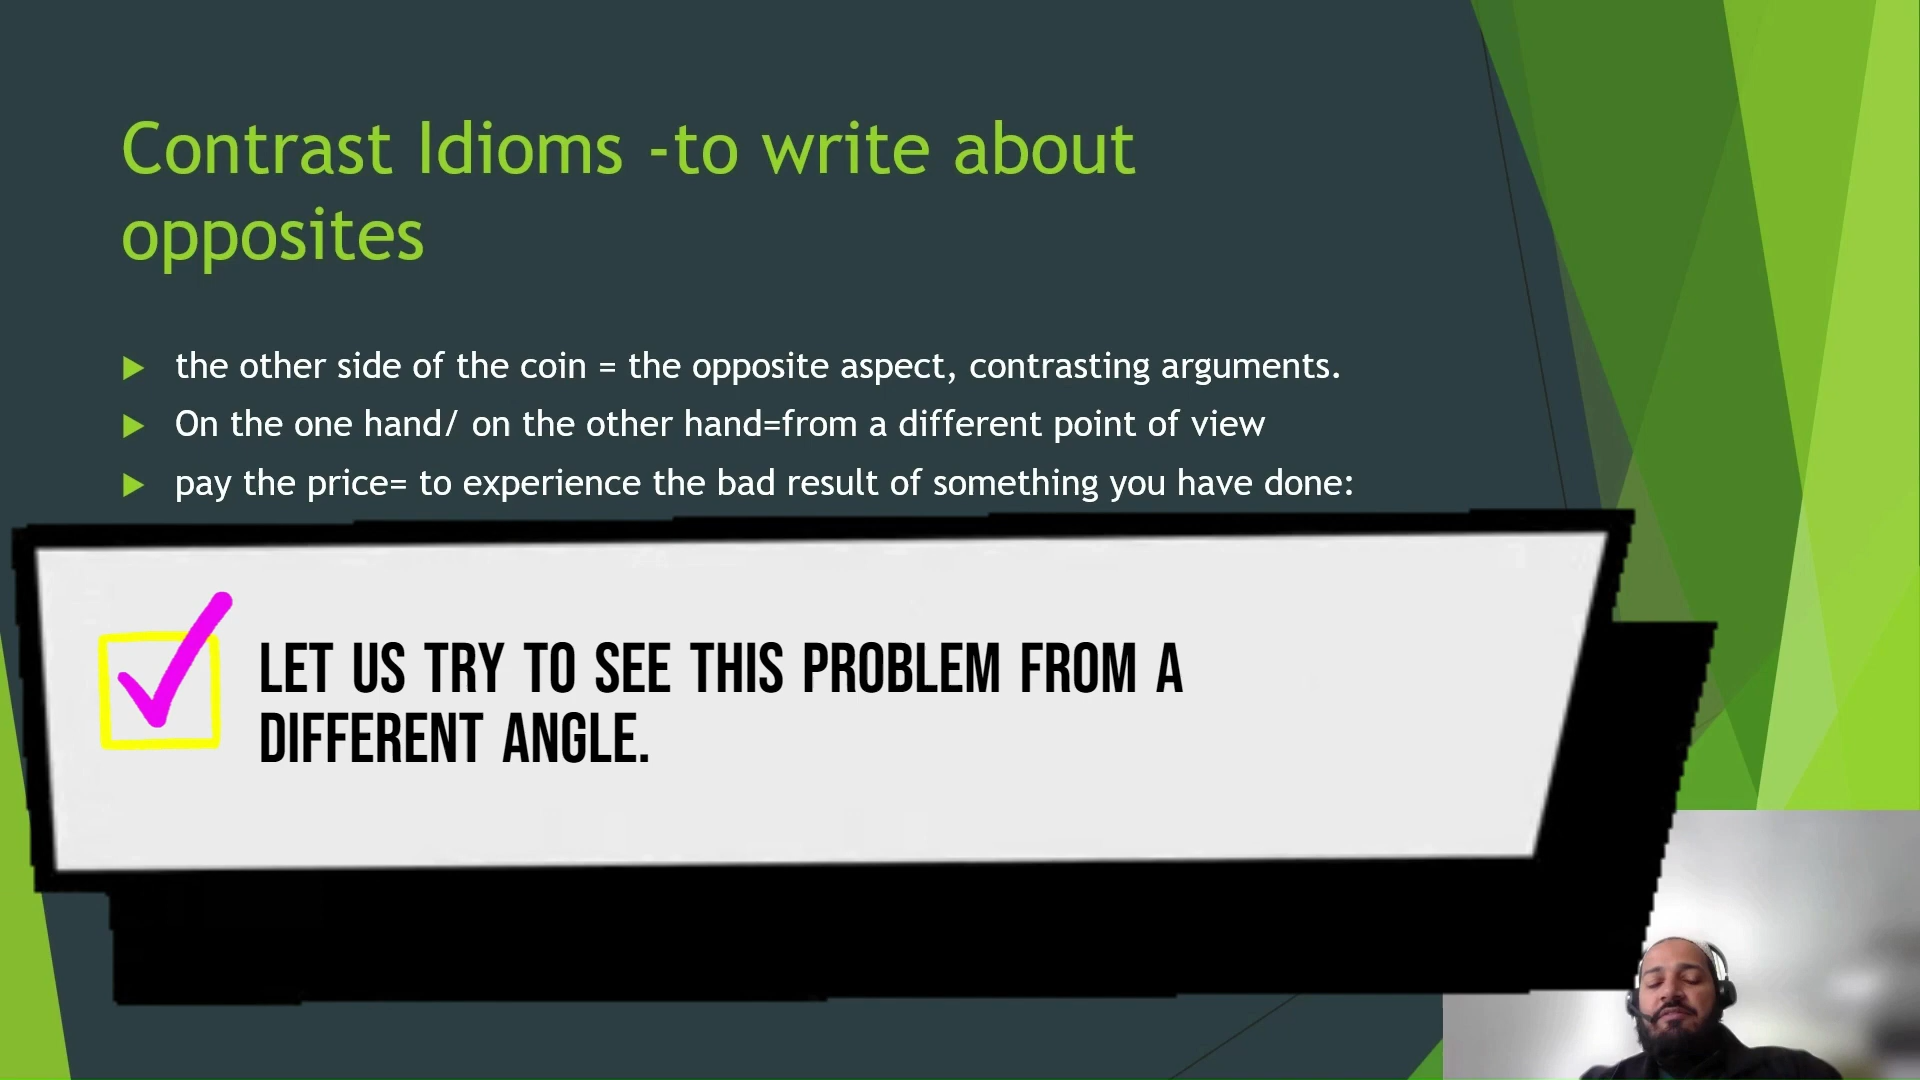 Contrast Idioms -to write about
opposites
the other side of the coin = the opposite aspect, contrasting arguments.
On the one hand/ on the other hand=from a different point of view
pay the price= to experience the bad result of something you have done:
LET US TRY TO SEE THIS PROBLEM FROM A
DIFFERENT ANGLE.